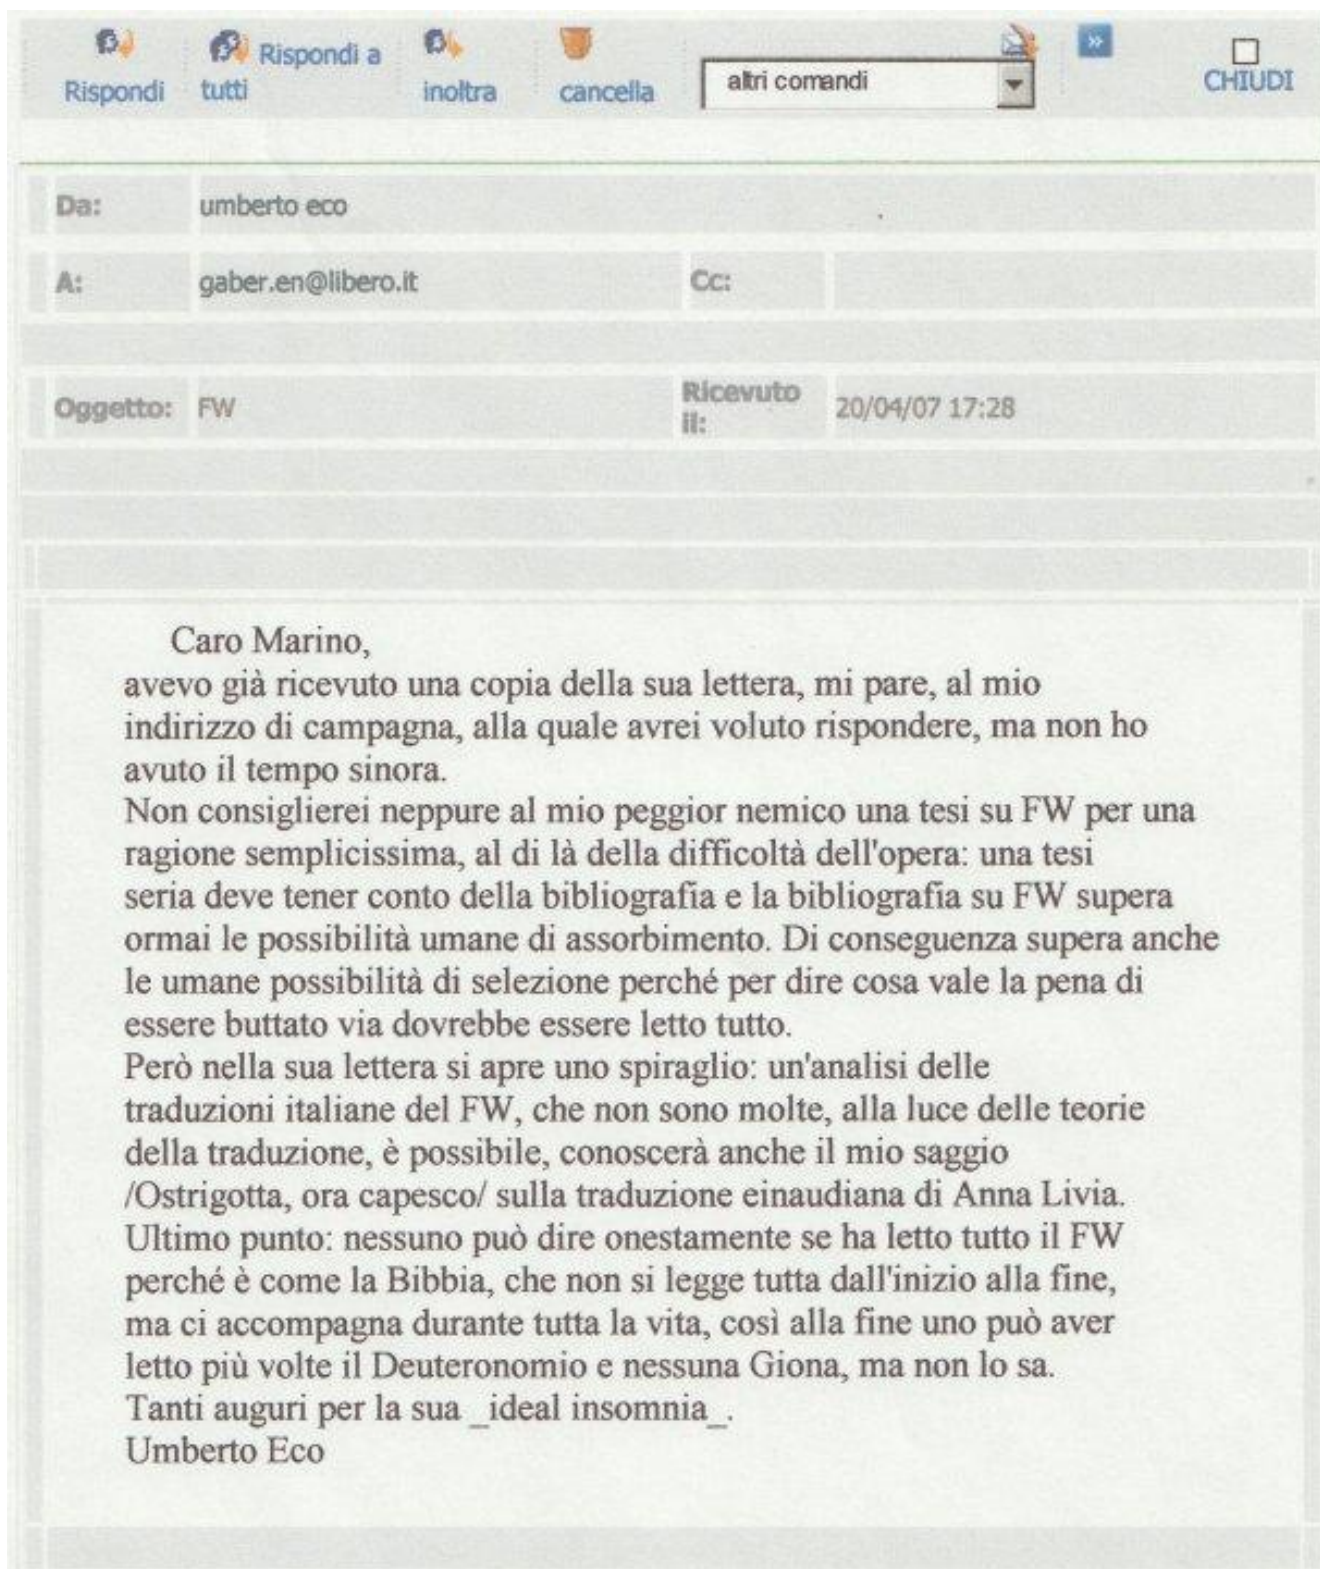 Rispondi
Rispondi a
tutti
inoltra
cancella
altri comandi
»
CHIUDI
Da: umberto eco
A: gaber.en@libero.it Cc:
Oggetto: FW Ricevuto il: 20/04/07 17:28
Caro Marino,
avevo già ricevuto una copia della sua lettera, mi pare, al mio
indirizzo di campagna, alla quale avrei voluto rispondere, ma non ho
avuto il tempo sinora.
Non consiglierei neppure al mio peggior nemico una tesi su FW per una
ragione semplicissima, al di là della difficoltà dell'opera: una tesi
seria deve tener conto della bibliografia e la bibliografia su FW supera
ormai le possibilità umane di assorbimento. Di conseguenza supera anche
le umane possibilità di selezione perché per dire cosa vale la pena di
essere buttato via dovrebbe essere letto tutto.
Però nella sua lettera si apre uno spiraglio: un'analisi delle
traduzioni italiane del FW, che non sono molte, alla luce delle teorie
della traduzione, è possibile, conoscerà anche il mio saggio
/Ostrigotta, ora capesco/ sulla traduzione einaudiana di Anna Livia.
Ultimo punto: nessuno può dire onestamente se ha letto tutto il FW
perché è come la Bibbia, che non si legge tutta dall'inizio alla fine,
ma ci accompagna durante tutta la vita, così alla fine uno può aver
letto più volte il Deuteronomio e nessuna Giona, ma non lo sa.
Tanti auguri per la sua _ideal insomnia_.
Umberto Eco